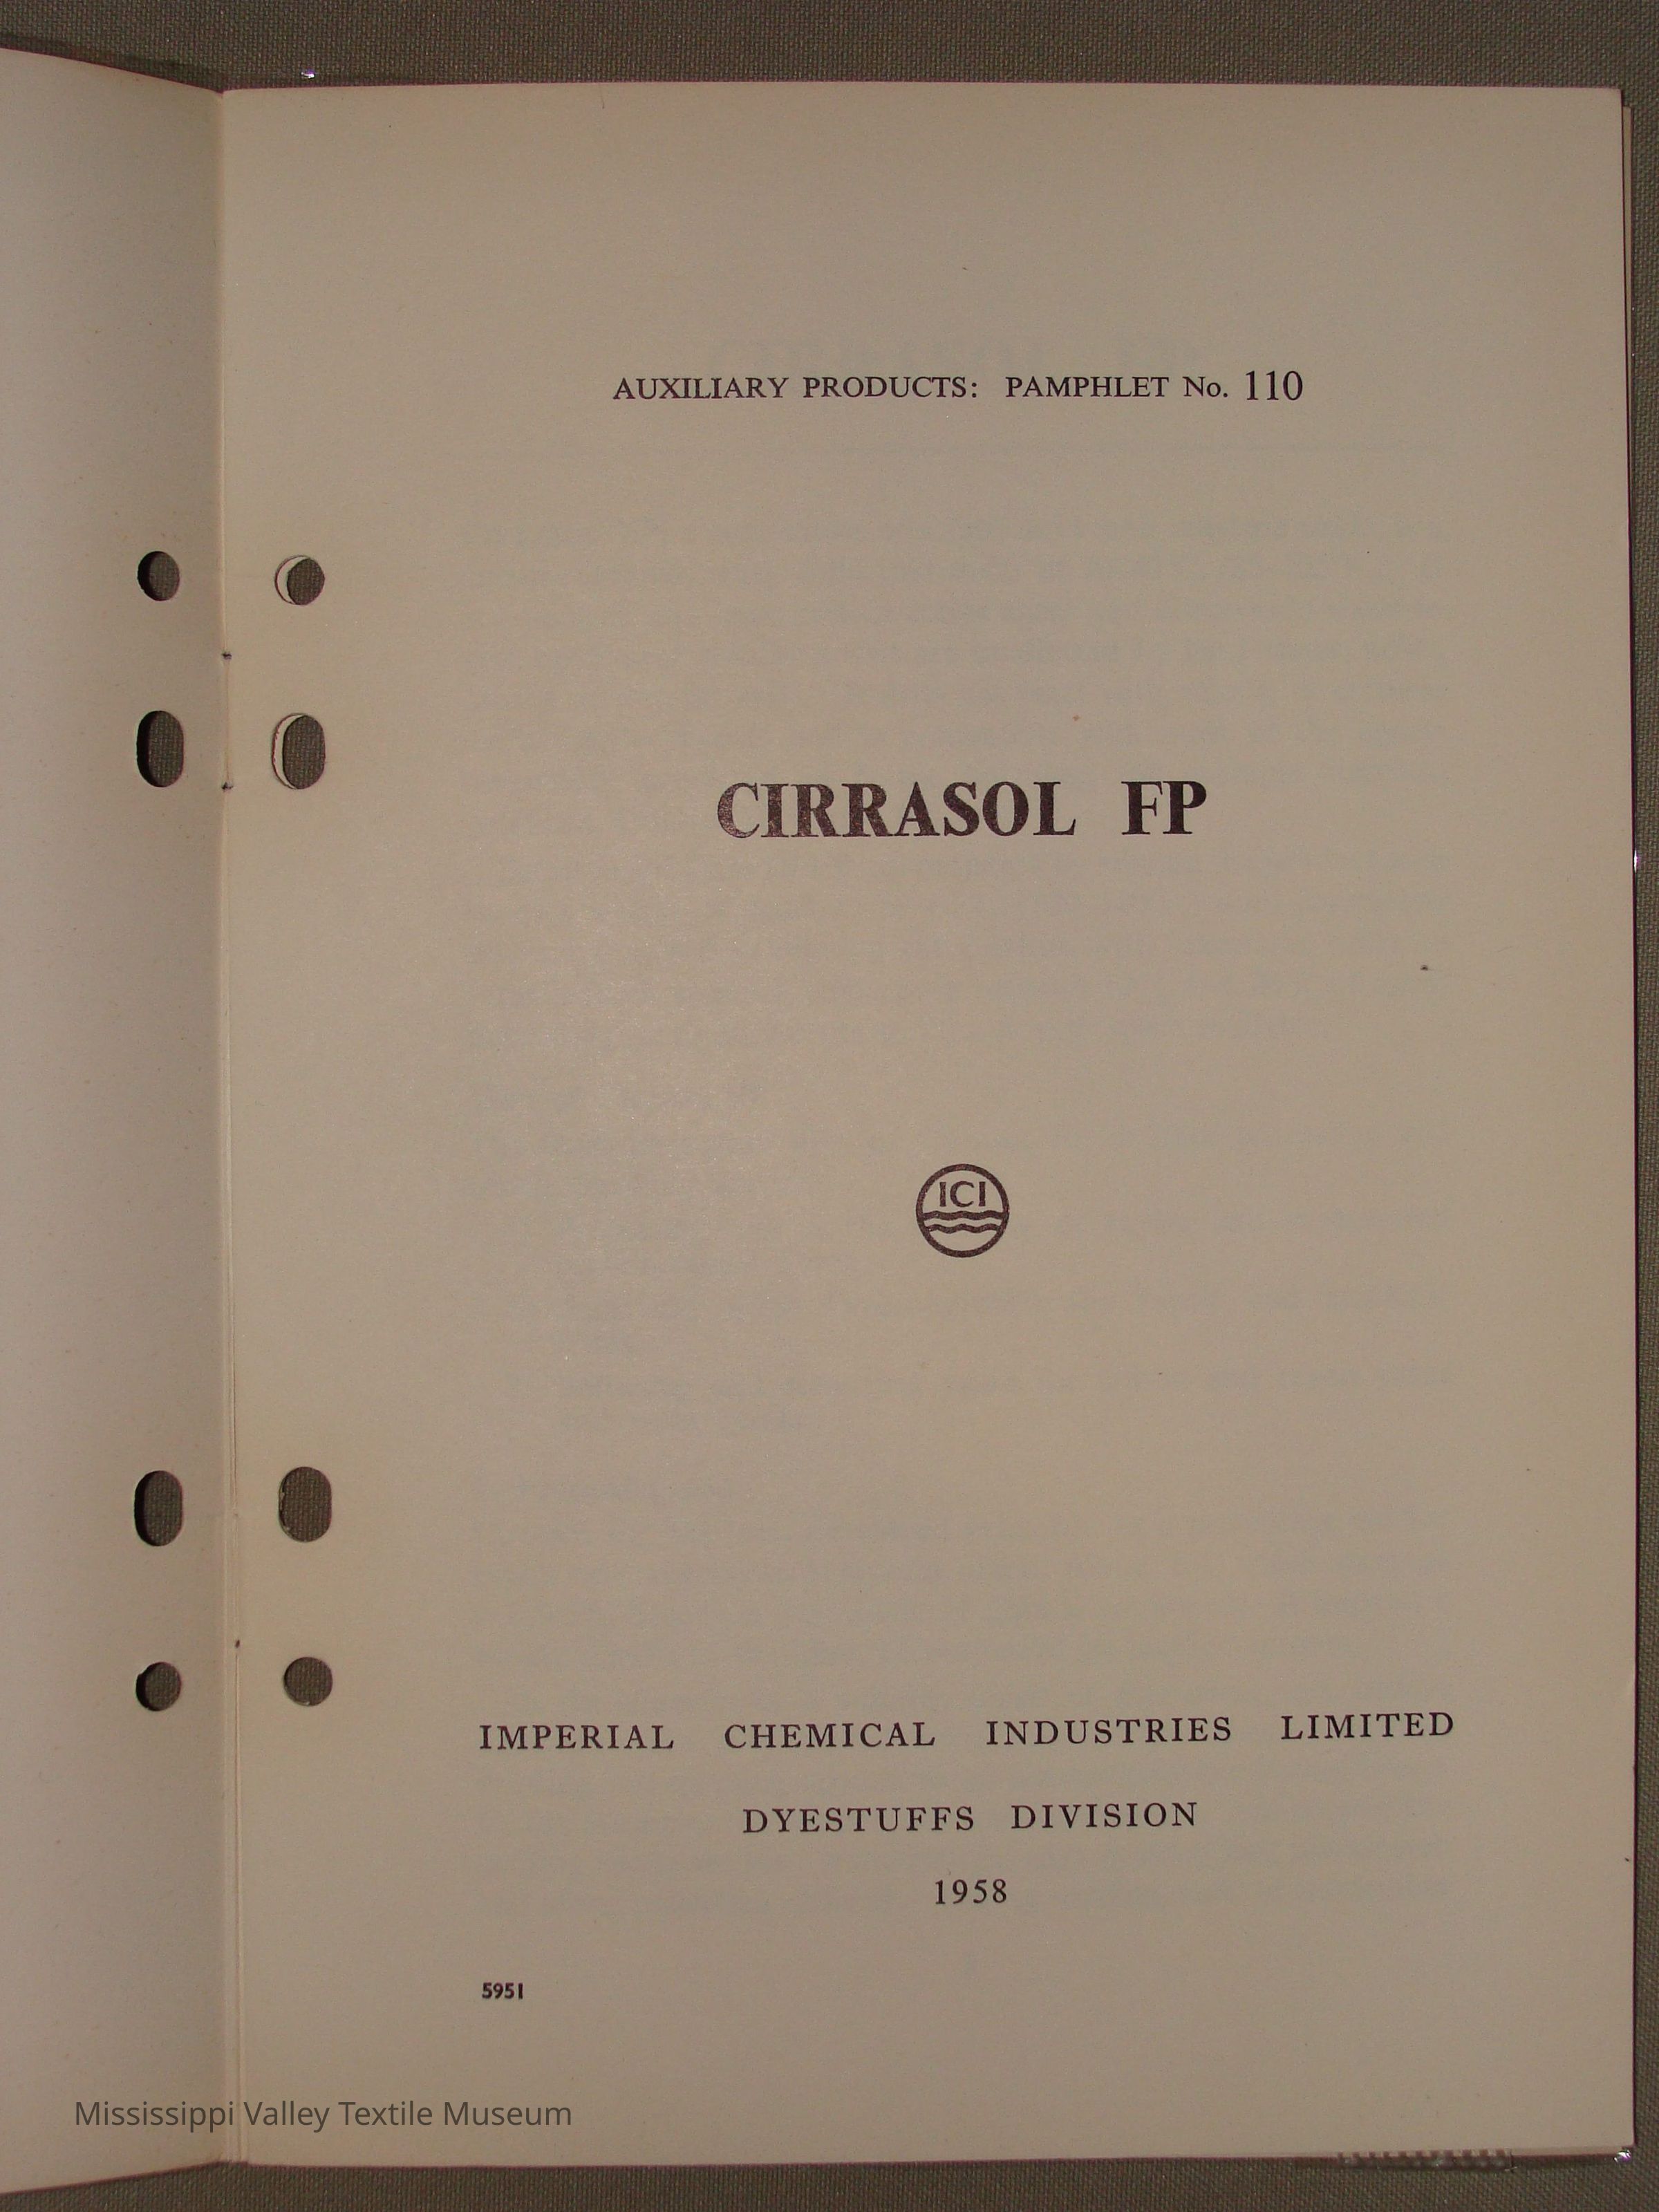 AUXILIARY PRODUCTS: PAMPHLET No. 110
CIRRASOL FP
ICI
IMPERIAL CHEMICAL INDUSTRIES LIMITED
DYESTUFFS DIVISION
1958
5951
Mississippi Valley Textile Museum